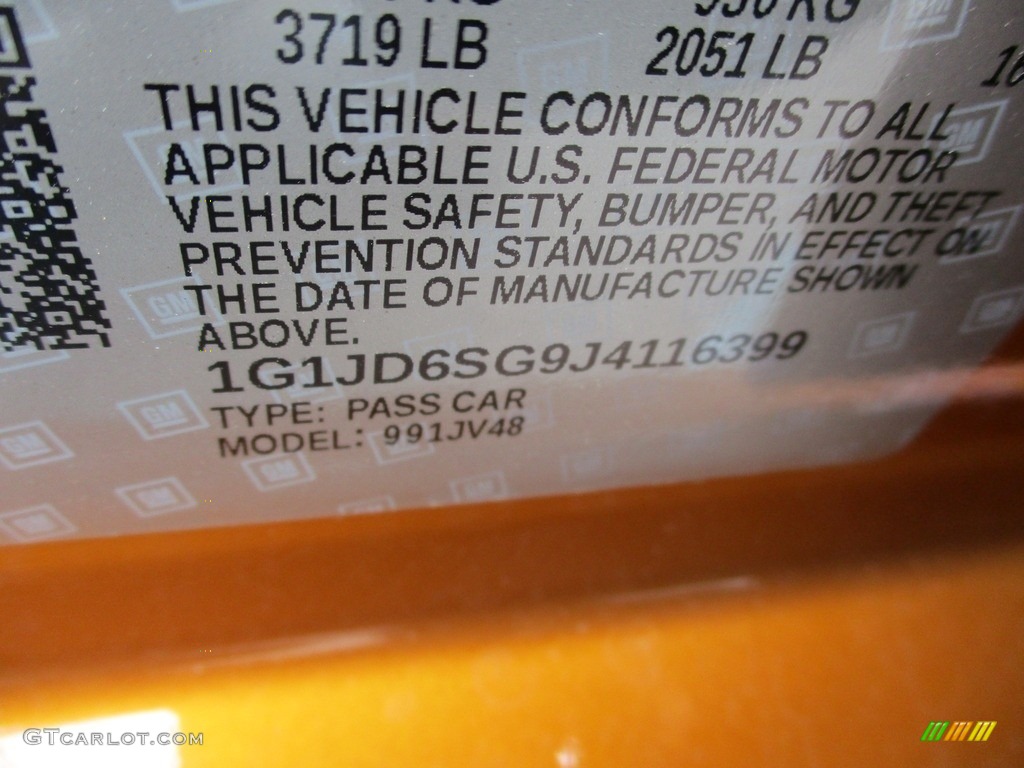 3719 LB 2051 LB
THIS VEHICLE CONFORMS TO ALL
APPLICABLE U.S. FEDERAL MOTOR
VEHICLE SAFETY, BUMPER, AND THEFT
PREVENTION STANDARDS IN EFFECT ON
THE DATE OF MANUFACTURE SHOWN
ABOVE.
1G1JD6SG9J4116399
TYPE: PASS CAR
MODEL: 991JV48
GM
GTCARLOT.COM